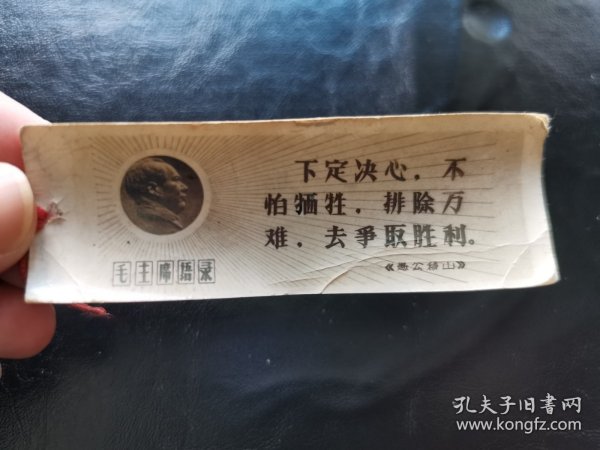 下定决心，不
怕牺牲，排除万
难，去争取胜利。
《愚公移山》
毛主席语录
孔夫子旧书网
www.kongfz.com